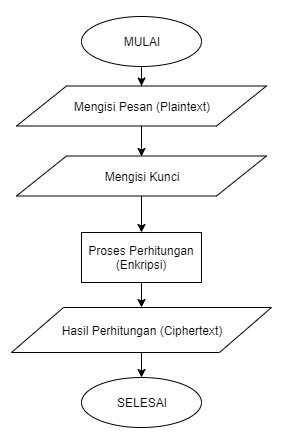 MULAI
Mengisi Pesan (Plaintext)
Mengisi Kunci
Proses Perhitungan
(Enkripsi)
Hasil Perhitungan (Ciphertext)
SELESAI